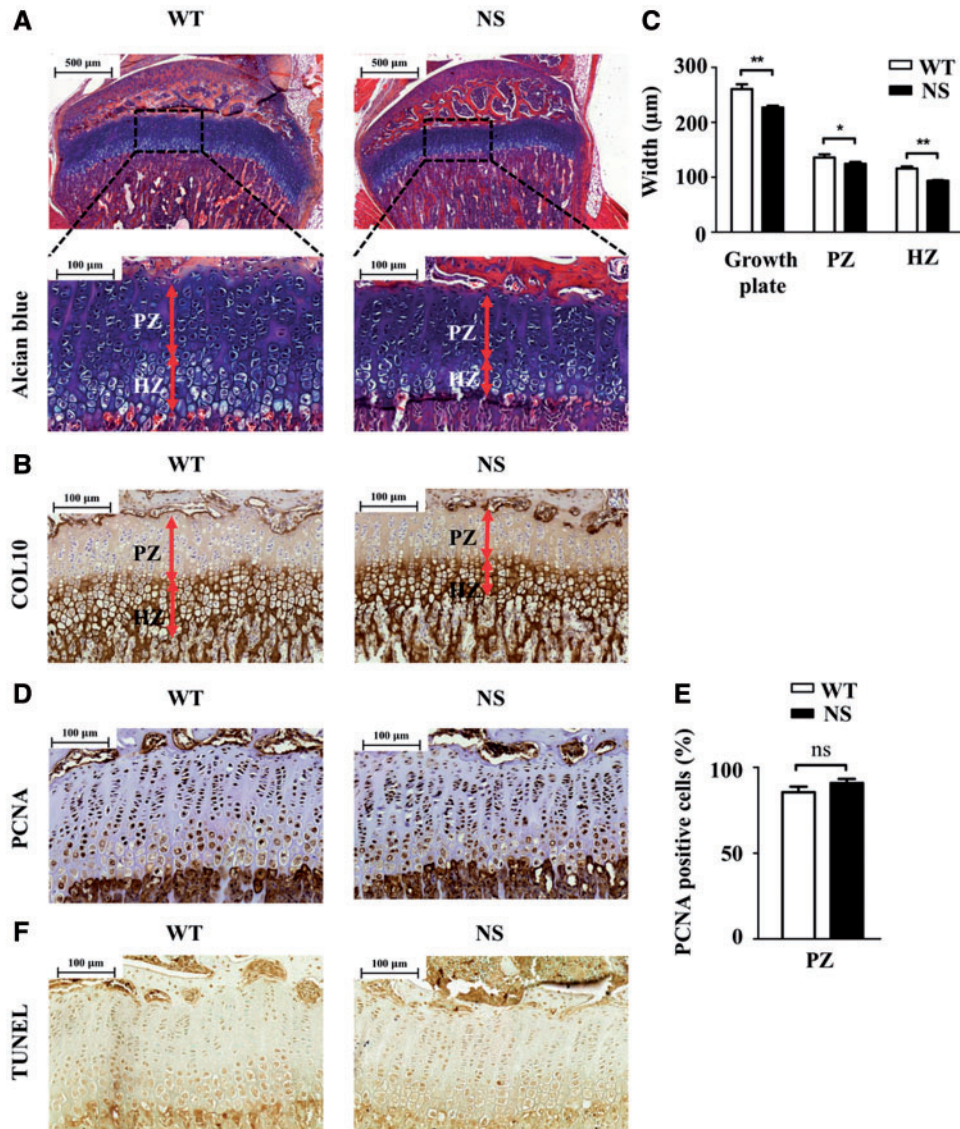 A
WT
NS
500 µm
500 µm
100 µm
100 µm
PZ
HZ
PZ
HZ
Alcian blue
C
Width (µm)
300
200
100
0
**
*
**
WT
NS
Growth
plate
PZ
HZ
B
WT
NS
100 µm
100 µm
PZ
HZ
PZ
HZ
COL10
D
WT
NS
100 µm
100 µm
PCNA
E
WT
NS
PCNA positive cells (%)
100
50
0
ns
PZ
F
WT
NS
100 µm
100 µm
TUNEL